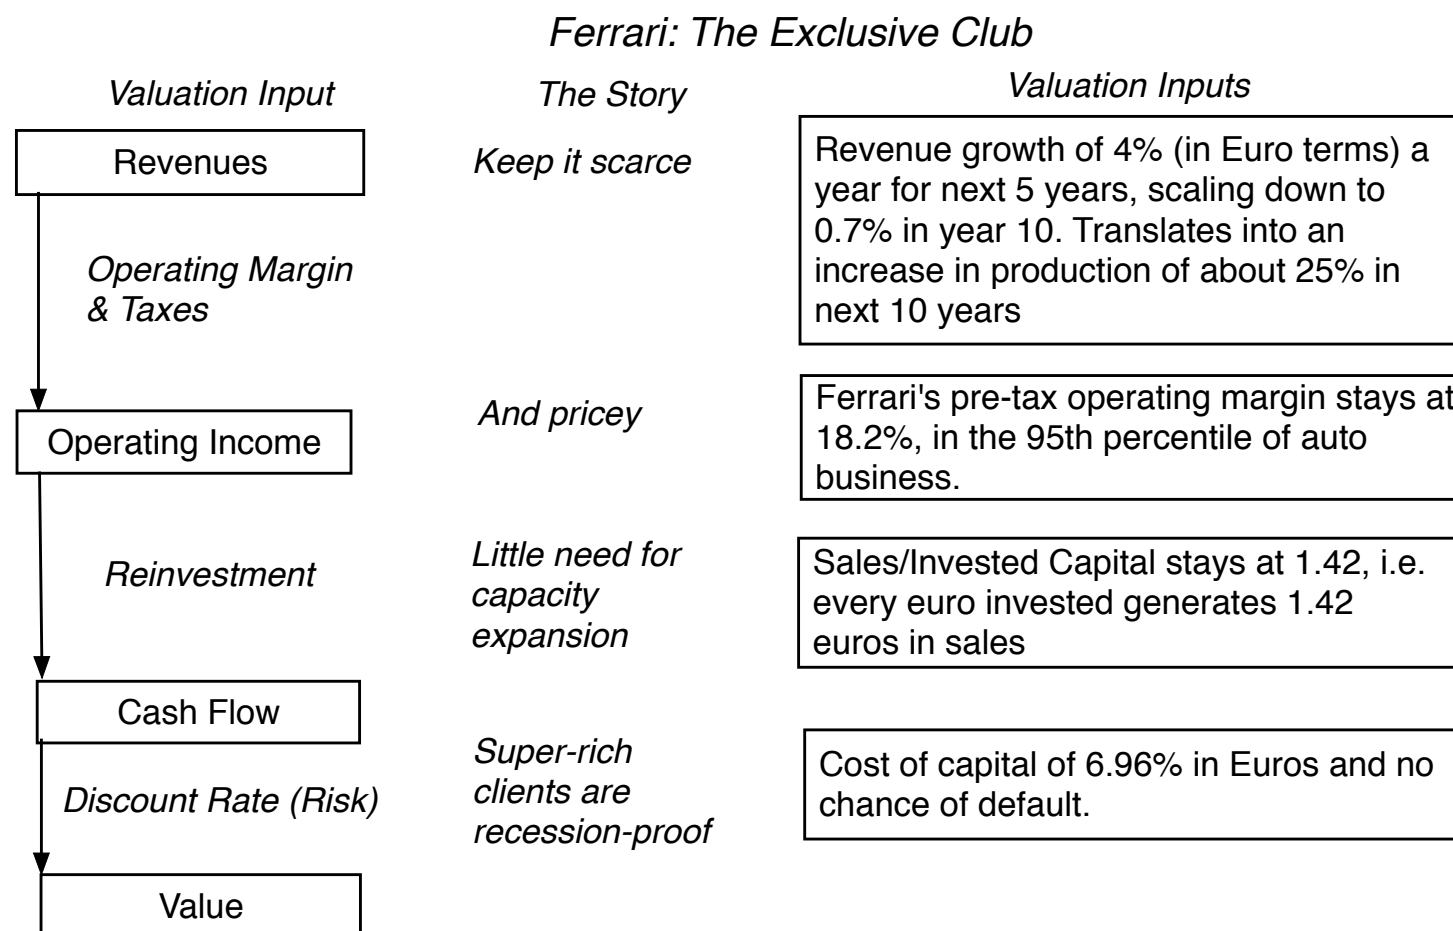 Ferrari: The Exclusive Club
Valuation Input
The Story
Valuation Inputs
Revenues
Keep it scarce
Revenue growth of 4% (in Euro terms) a
year for next 5 years, scaling down to
0.7% in year 10. Translates into an
increase in production of about 25% in
next 10 years
Operating Margin
& Taxes
Operating Income
And pricey
Ferrari's pre-tax operating margin stays at
18.2%, in the 95th percentile of auto
business.
Reinvestment
Little need for
capacity
expansion
Sales/Invested Capital stays at 1.42, i.e.
every euro invested generates 1.42
euros in sales
Cash Flow
Discount Rate (Risk)
Super-rich
clients are
recession-proof
Cost of capital of 6.96% in Euros and no
chance of default.
Value